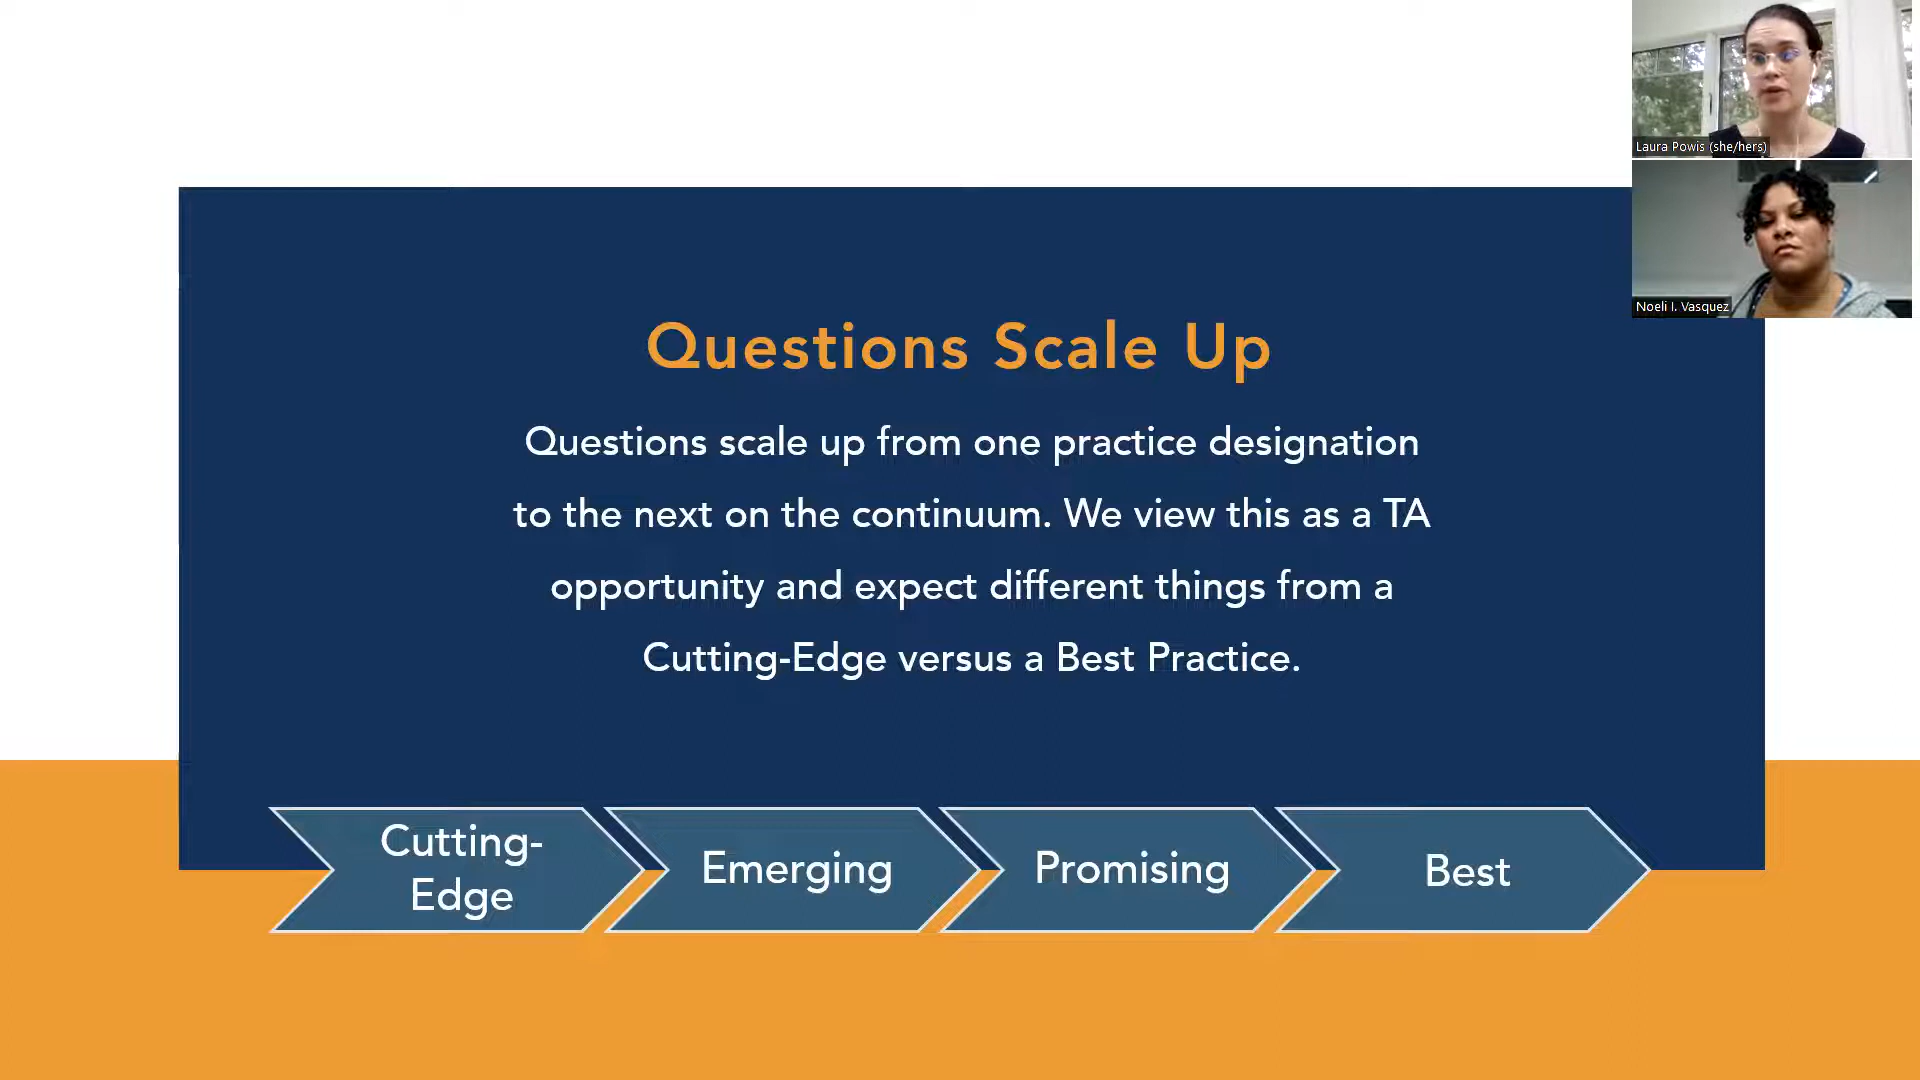 Laura Powis (she/hers)
Noeli I. Vasquez
Questions Scale Up
Questions scale up from one practice designation
to the next on the continuum. We view this as a TA
opportunity and expect different things from a
Cutting-Edge versus a Best Practice.
Cutting-
Edge
Emerging
Promising
Best